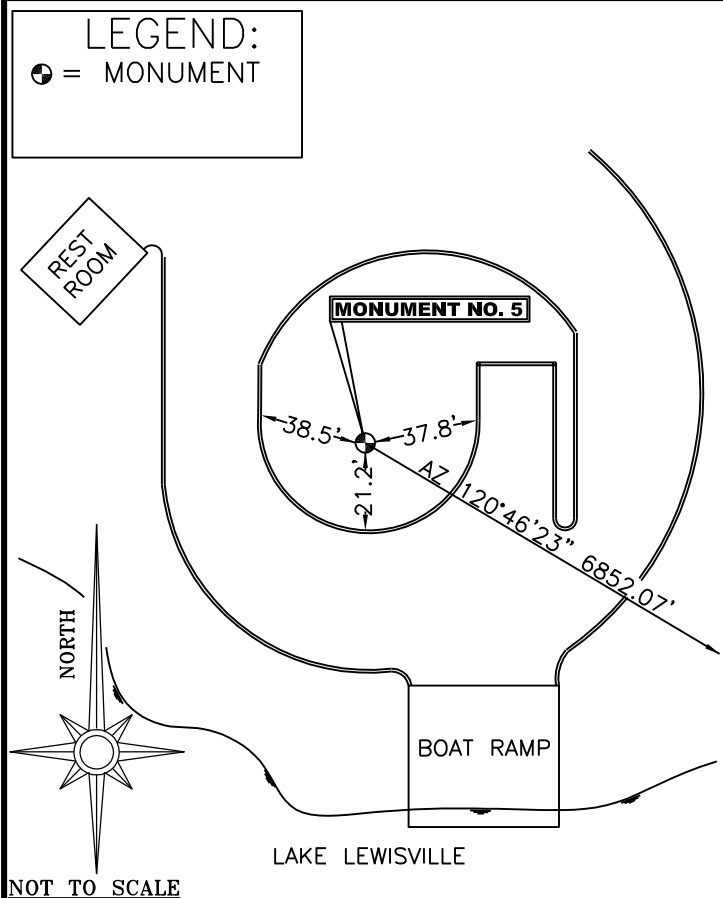 LEGEND:
= MONUMENT
REST
ROOM
MONUMENT NO. 5
38.5'
37.8'
21.2'
AZ 120°46'23" 6852.07'
NORTH
BOAT RAMP
LAKE LEWISVILLE
NOT TO SCALE